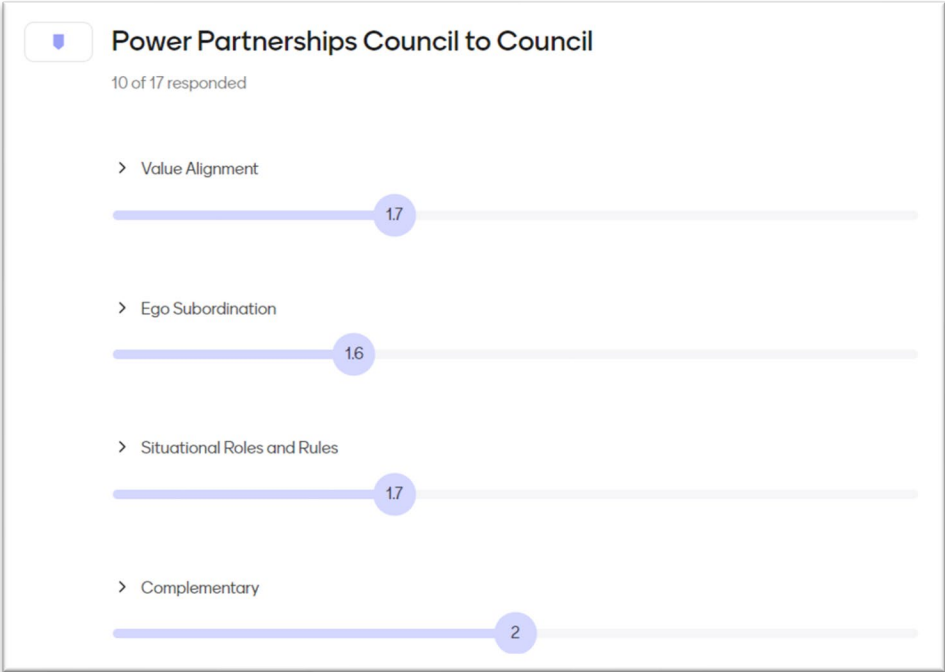 Power Partnerships Council to Council
10 of 17 responded
Value Alignment
1.7
Ego Subordination
1.6
Situational Roles and Rules
1.7
Complementary
2